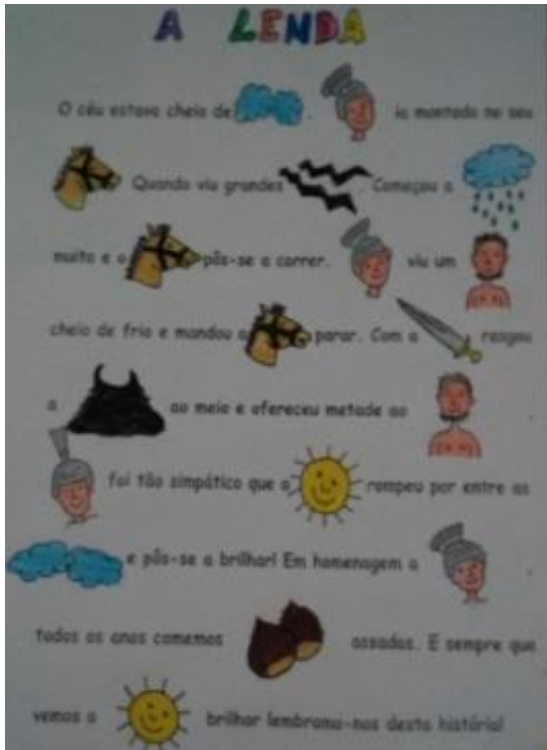 A LENDA
O céu estava cheio de . ia montado no seu
Quando viu grandes . Começou a
muito e o pôs-se a correr. viu um
cheio de frio e mandou o parar. Com a rasgou
a ao meio e ofereceu metade ao
foi tão simpático que o rompeu por entre as
e pôs-se a brilhar! Em homenagem a
todos os anos comemos assadas. E sempre que
vemos o brilhar lembramo-nos desta história!